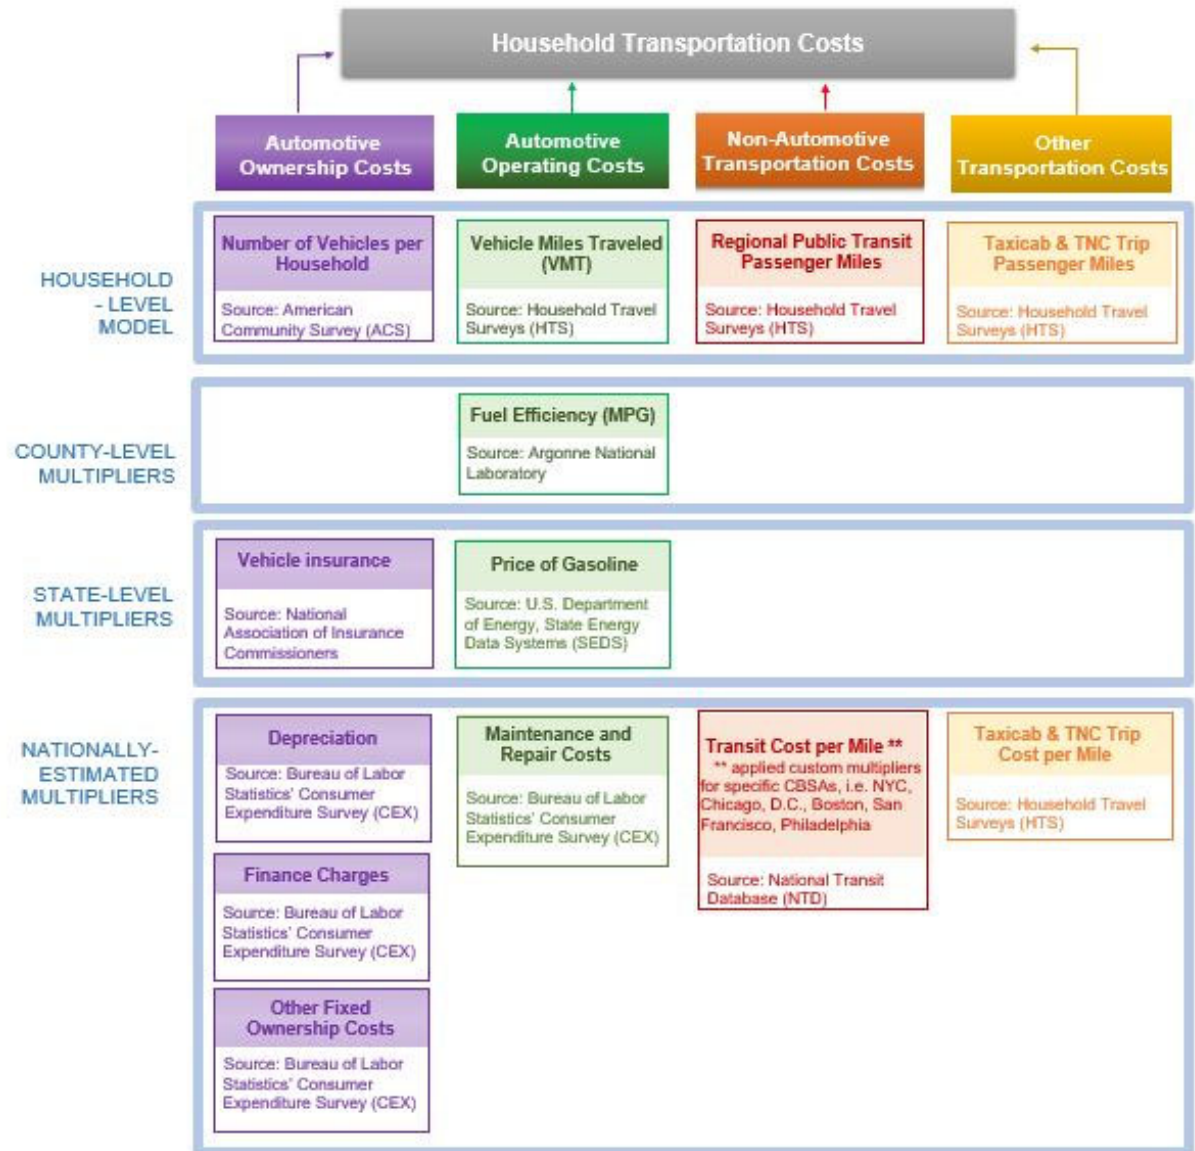 Household Transportation Costs
Automotive
Ownership Costs
Automotive
Operating Costs
Non-Automotive
Transportation Costs
Other
Transportation Costs
HOUSEHOLD
- LEVEL
MODEL
Number of Vehicles per
Household
Source: American
Community Survey (ACS)
Vehicle Miles Traveled
(VMT)
Source: Household Travel
Surveys (HTS)
Regional Public Transit
Passenger Miles
Source: Household Travel
Surveys (HTS)
Taxicab & TNC Trip
Passenger Miles
Source: Household Travel
Surveys (HTS)
COUNTY-LEVEL
MULTIPLIERS
Fuel Efficiency (MPG)
Source: Argonne National
Laboratory
STATE-LEVEL
MULTIPLIERS
Vehicle insurance
Source: National
Association of Insurance
Commissioners
Price of Gasoline
Source: U.S. Department
of Energy, State Energy
Data Systems (SEDS)
NATIONALLY-
ESTIMATED
MULTIPLIERS
Depreciation
Source: Bureau of Labor
Statistics' Consumer
Expenditure Survey (CEX)
Finance Charges
Source: Bureau of Labor
Statistics' Consumer
Expenditure Survey (CEX)
Other Fixed
Ownership Costs
Source: Bureau of Labor
Statistics' Consumer
Expenditure Survey (CEX)
Maintenance and
Repair Costs
Source: Bureau of Labor
Statistics' Consumer
Expenditure Survey (CEX)
Transit Cost per Mile **
** applied custom multipliers
for specific CBSAs, i.e. NYC,
Chicago, D.C., Boston, San
Francisco, Philadelphia
Source: National Transit
Database (NTD)
Taxicab & TNC Trip
Cost per Mile
Source: Household Travel
Surveys (HTS)